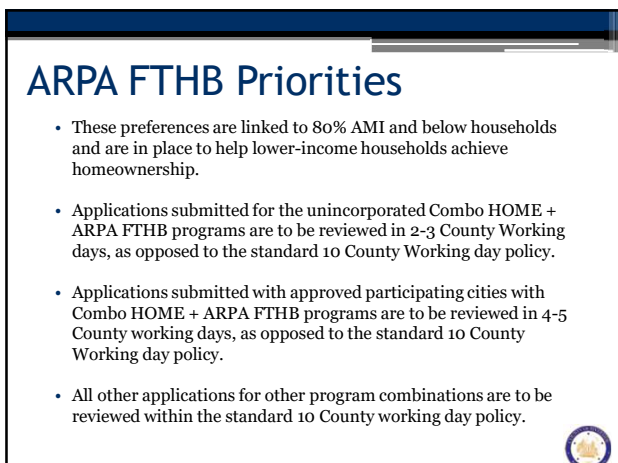 ARPA FTHB Priorities
• These preferences are linked to 80% AMI and below households
and are in place to help lower-income households achieve
homeownership.
• Applications submitted for the unincorporated Combo HOME +
ARPA FTHB programs are to be reviewed in 2-3 County Working
days, as opposed to the standard 10 County Working day policy.
• Applications submitted with approved participating cities with
Combo HOME + ARPA FTHB programs are to be reviewed in 4-5
County working days, as opposed to the standard 10 County
Working day policy.
• All other applications for other program combinations are to be
reviewed within the standard 10 County working day policy.